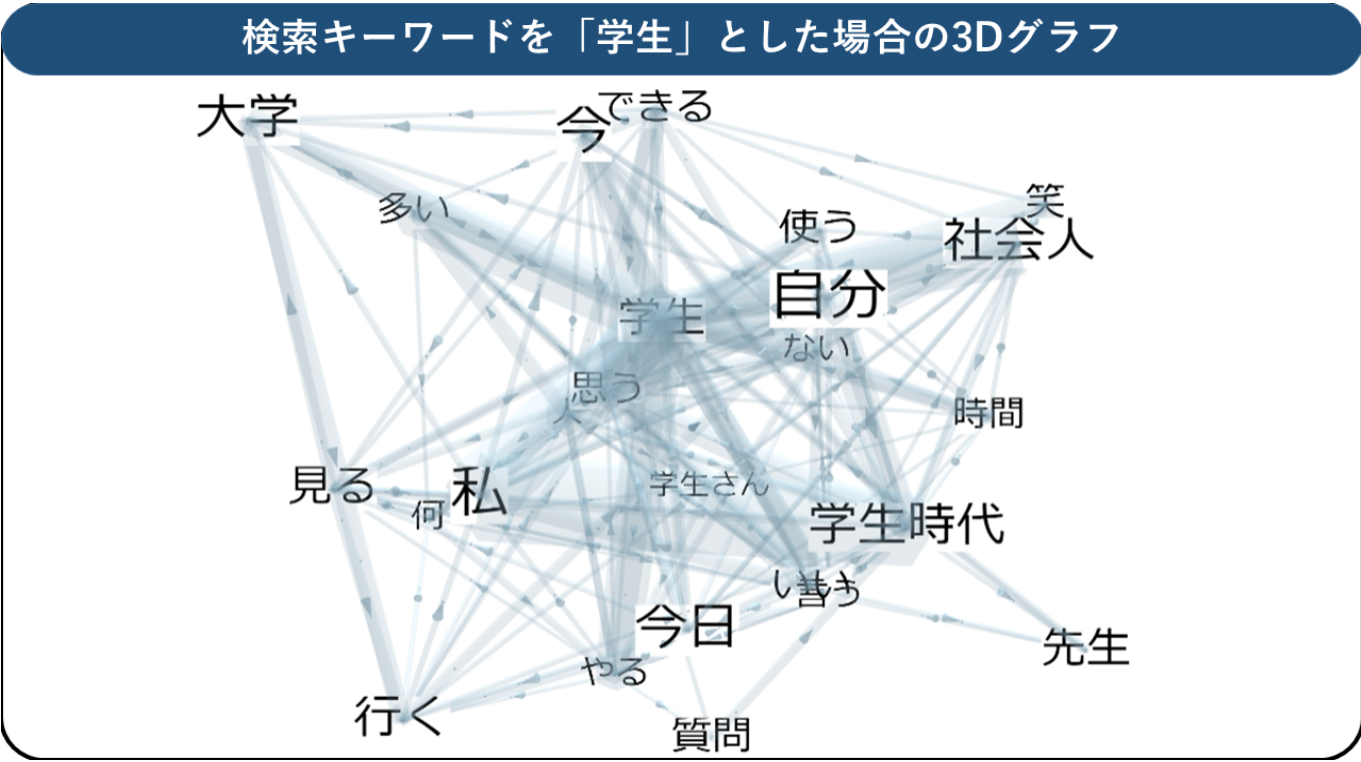 検索キーワードを「学生」とした場合の3Dグラフ
大学
今
できる
多い
使う
笑
社会人
学生
自分
ない
思う
人
時間
見る
何
私
学生さん
学生時代
言う
今日
やる
先生
行く
質問